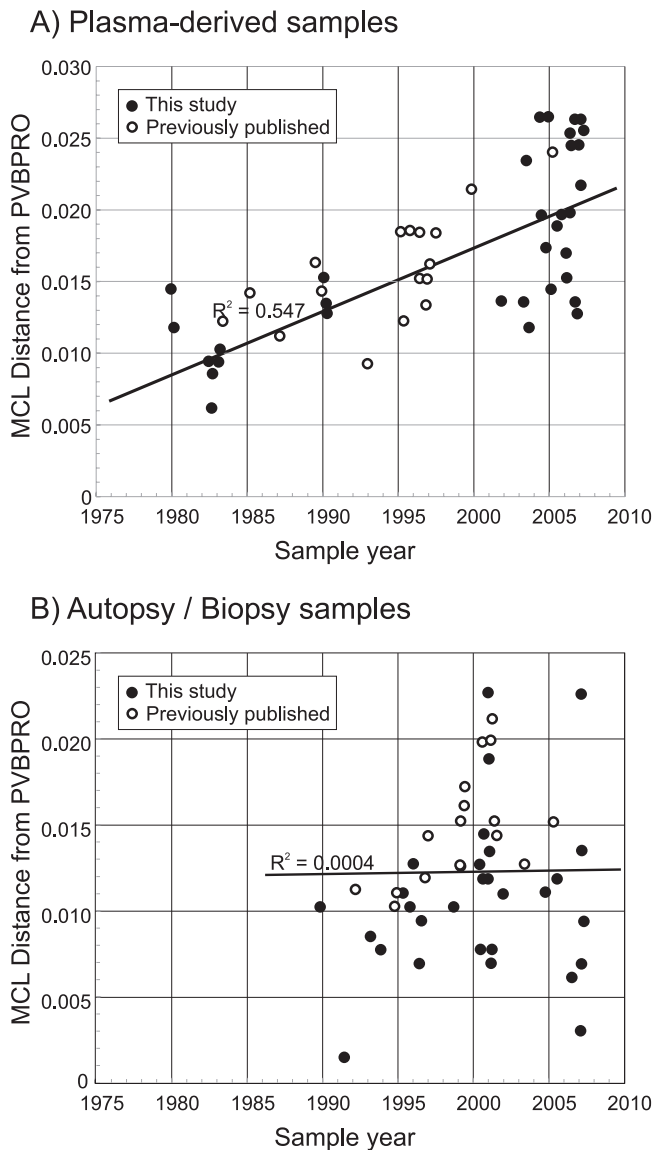 A) Plasma-derived samples
0.030
0.025
0.020
0.015
0.010
0.005
0
MCL Distance from PVBPRO
This study
Previously published
R² = 0.547
1975 1980 1985 1990 1995 2000 2005 2010
Sample year
B) Autopsy / Biopsy samples
0.025
0.020
0.015
0.010
0.005
0
MCL Distance from PVBPRO
This study
Previously published
R² = 0.0004
1975 1980 1985 1990 1995 2000 2005 2010
Sample year